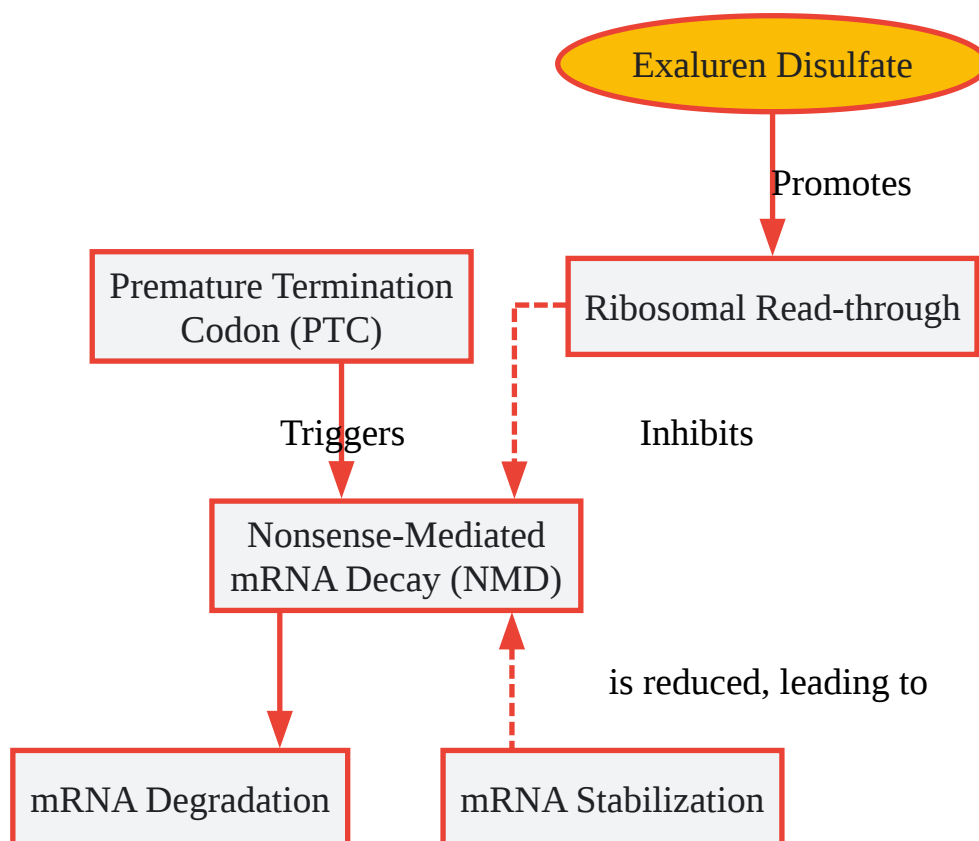 Exaluren Disulfate
Promotes
Premature Termination
Codon (PTC)
Ribosomal Read-through
Triggers
Inhibits
Nonsense-Mediated
mRNA Decay (NMD)
is reduced, leading to
mRNA Degradation
mRNA Stabilization